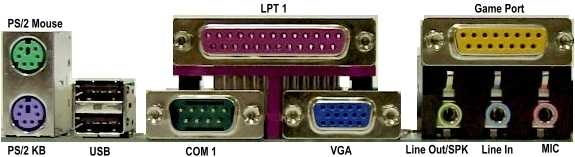 PS/2 Mouse
LPT 1
Game Port
PS/2 KB
USB
COM 1
VGA
Line Out/SPK
Line In
MIC